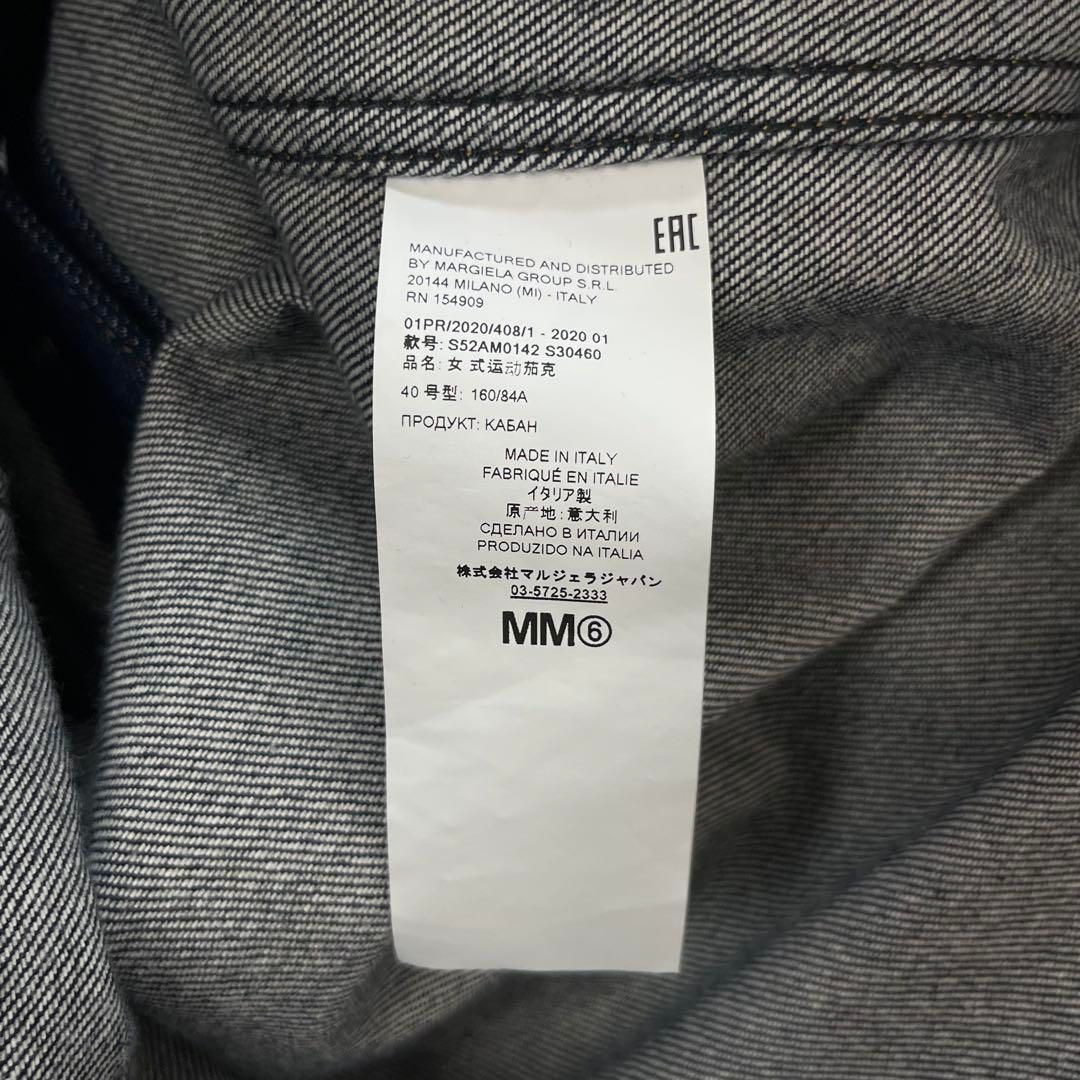 EAC
MANUFACTURED AND DISTRIBUTED
BY MARGIELA GROUP S.R.L.
20144 MILANO (MI) - ITALY
RN 154909
01PR/2020/408/1 - 2020 01
款号: S52AM0142 S30460
品名: 女 式运动茄克
40 号型: 160/84A
ПРОДУКТ: КАБАН
MADE IN ITALY
FABRIQUÉ EN ITALIE
イタリア製
原产地:意大利
СДЕЛАНО В ИТАЛИИ
PRODUZIDO NA ITALIA
株式会社マルジェラジャパン
03-5725-2333
MM⑥